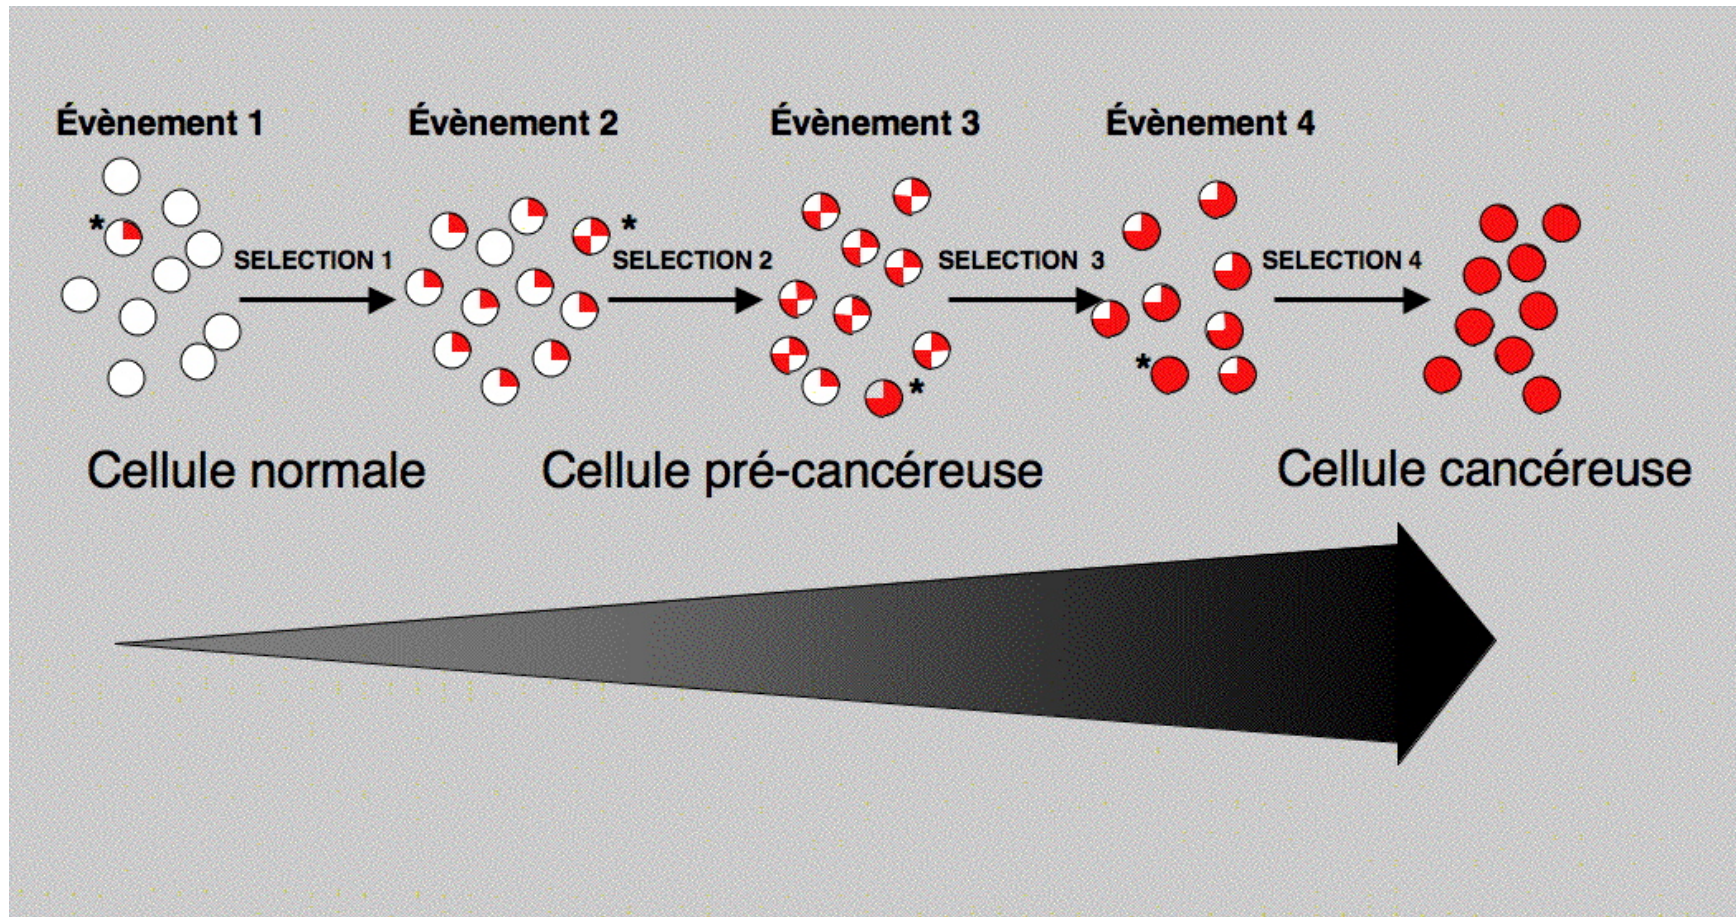 Évènement 1
Évènement 2
Évènement 3
Évènement 4
*
*
SELECTION 1
SELECTION 2
SELECTION 3
SELECTION 4
*
*
Cellule normale
Cellule pré-cancéreuse
Cellule cancéreuse